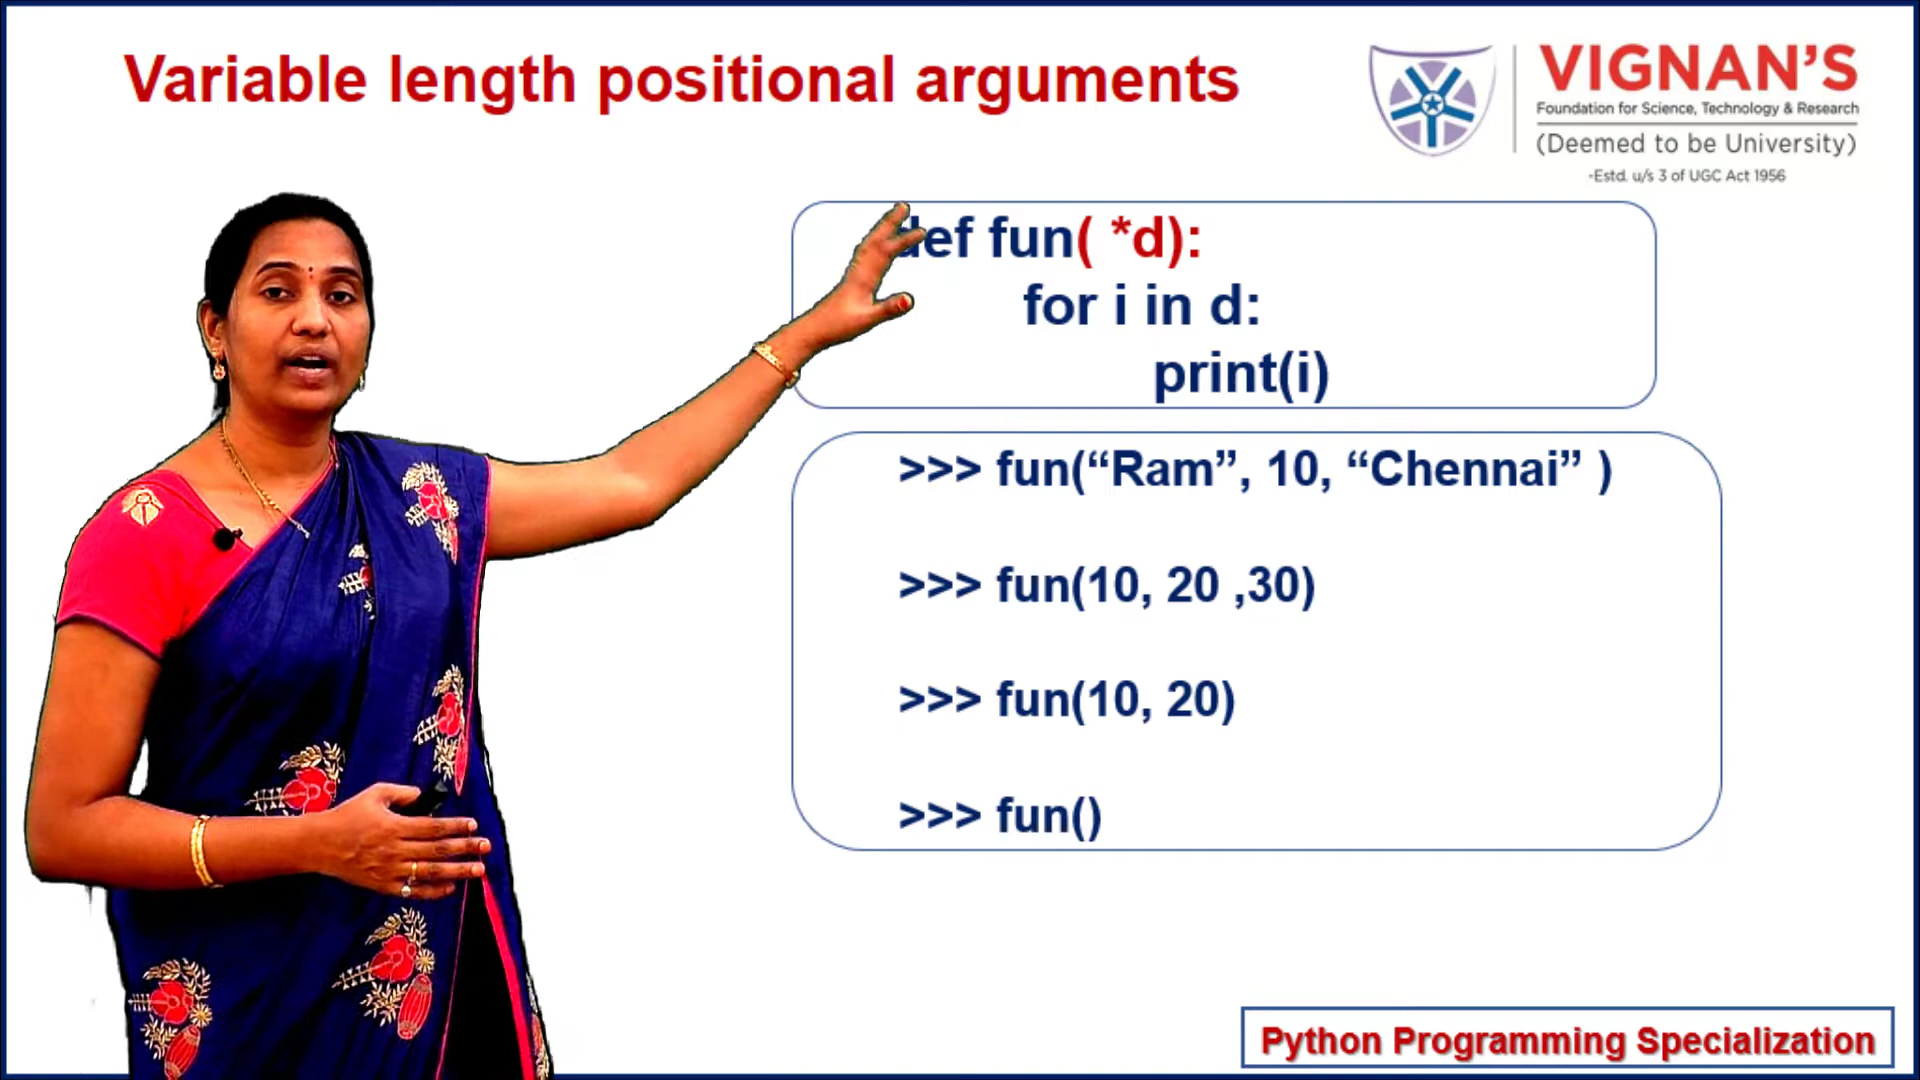 Variable length positional arguments
VIGNAN'S
Foundation for Science, Technology & Research
(Deemed to be University)
-Estd. u/s 3 of UGC Act 1956
def fun( *d):
for i in d:
print(i)
>>> fun(“Ram”, 10, “Chennai” )
>>> fun(10, 20 ,30)
>>> fun(10, 20)
>>> fun()
Python Programming Specialization